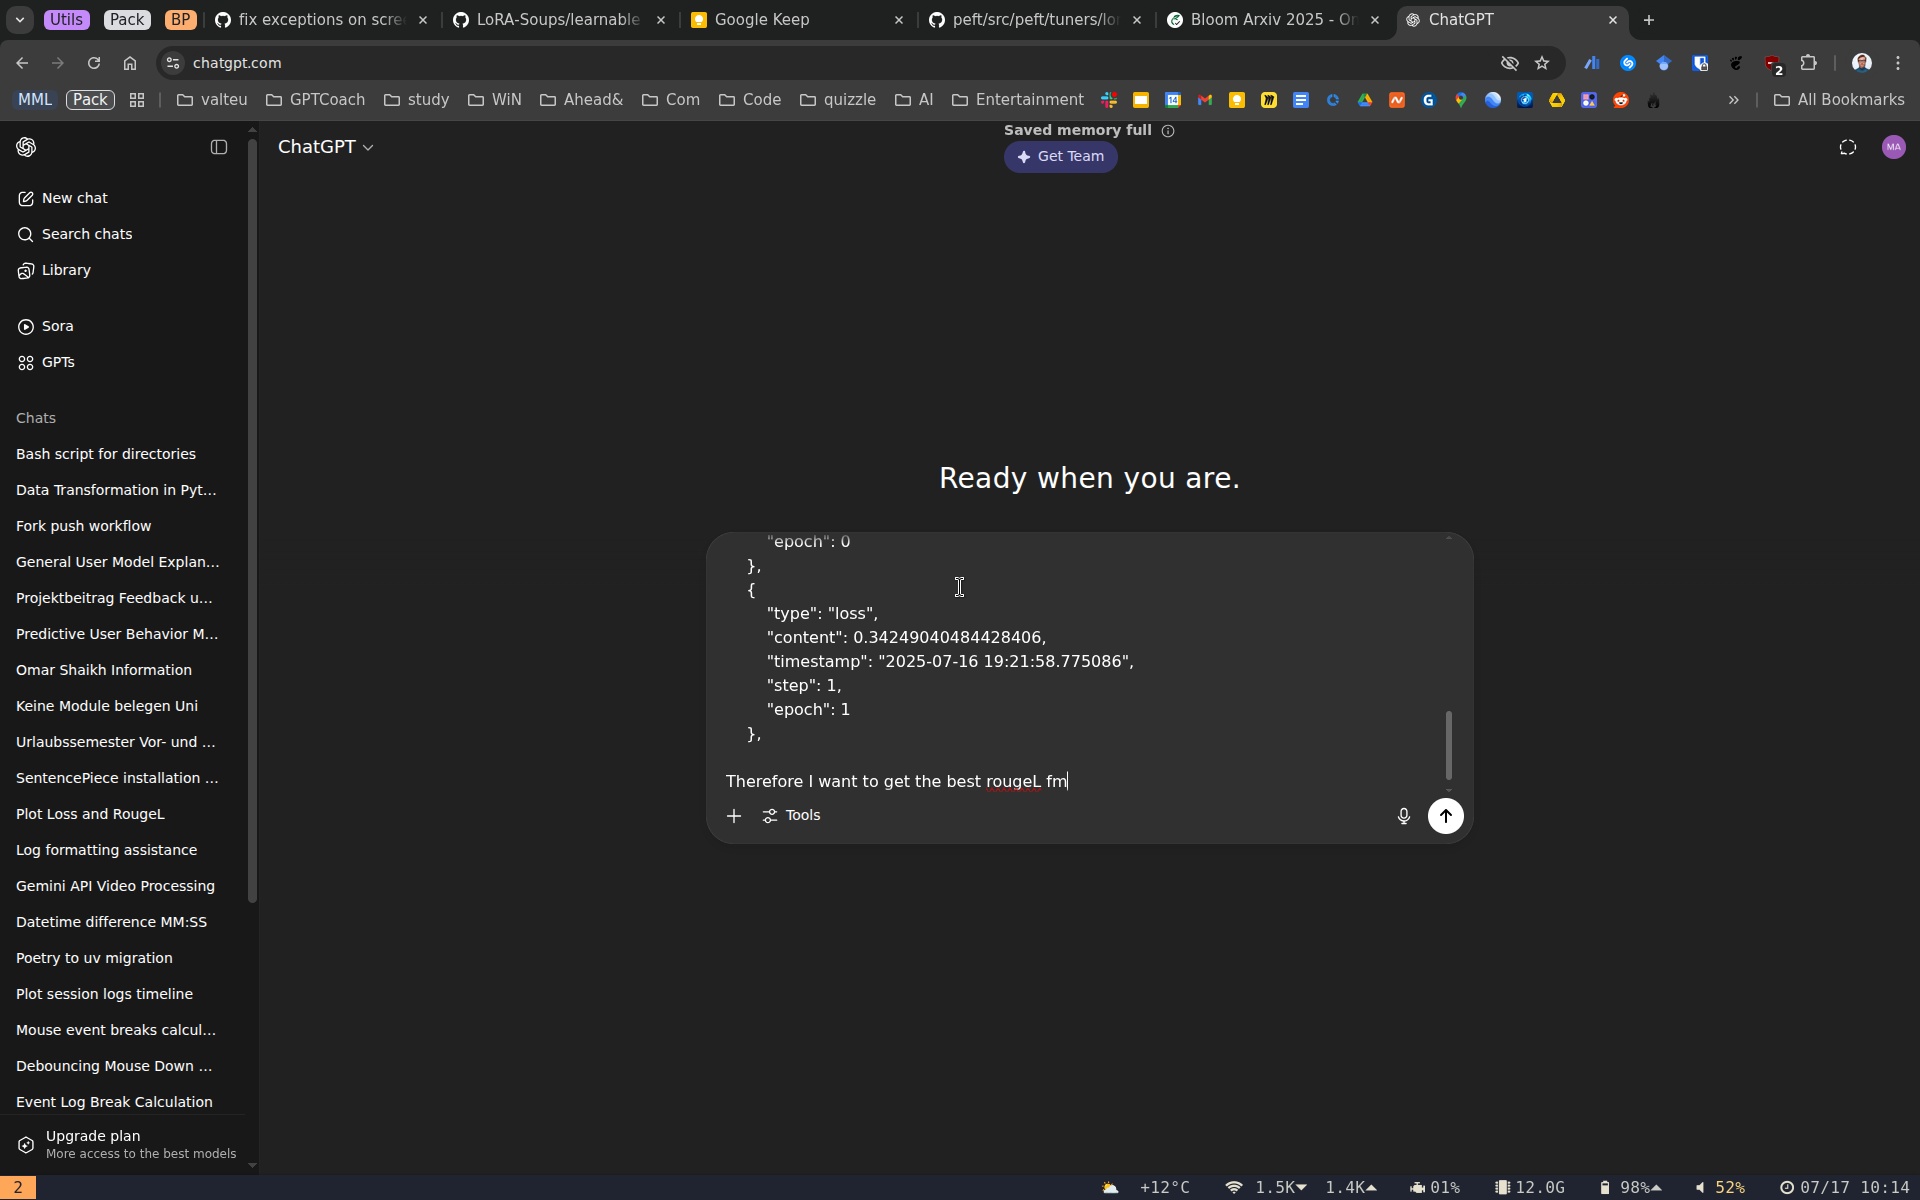 Utils
Pack
BP
fix exceptions on scre
LoRA-Soups/learnable
Google Keep
peft/src/peft/tuners/lo
Bloom Arxiv 2025 - On
ChatGPT
chatgpt.com
2
MML
Pack
valteu
GPTCoach
study
WiN
Ahead&
Com
Code
quizzle
AI
Entertainment
All Bookmarks
ChatGPT
Saved memory full
Get Team
MA
New chat
Search chats
Library
Sora
GPTs
Chats
Bash script for directories
Data Transformation in Pyt...
Fork push workflow
General User Model Explan...
Projektbeitrag Feedback u...
Predictive User Behavior M...
Omar Shaikh Information
Keine Module belegen Uni
Urlaubssemester Vor- und ...
SentencePiece installation ...
Plot Loss and RougeL
Log formatting assistance
Gemini API Video Processing
Datetime difference MM:SS
Poetry to uv migration
Plot session logs timeline
Mouse event breaks calcul...
Debouncing Mouse Down ...
Event Log Break Calculation
Upgrade plan
More access to the best models
Ready when you are.
"epoch": 0
},
{
"type": "loss",
"content": 0.34249040484428406,
"timestamp": "2025-07-16 19:21:58.775086",
"step": 1,
"epoch": 1
},
Therefore I want to get the best rougeL fm
Tools
2
+12°C
1.5K
1.4K
01%
12.0G
98%
52%
07/17 10:14